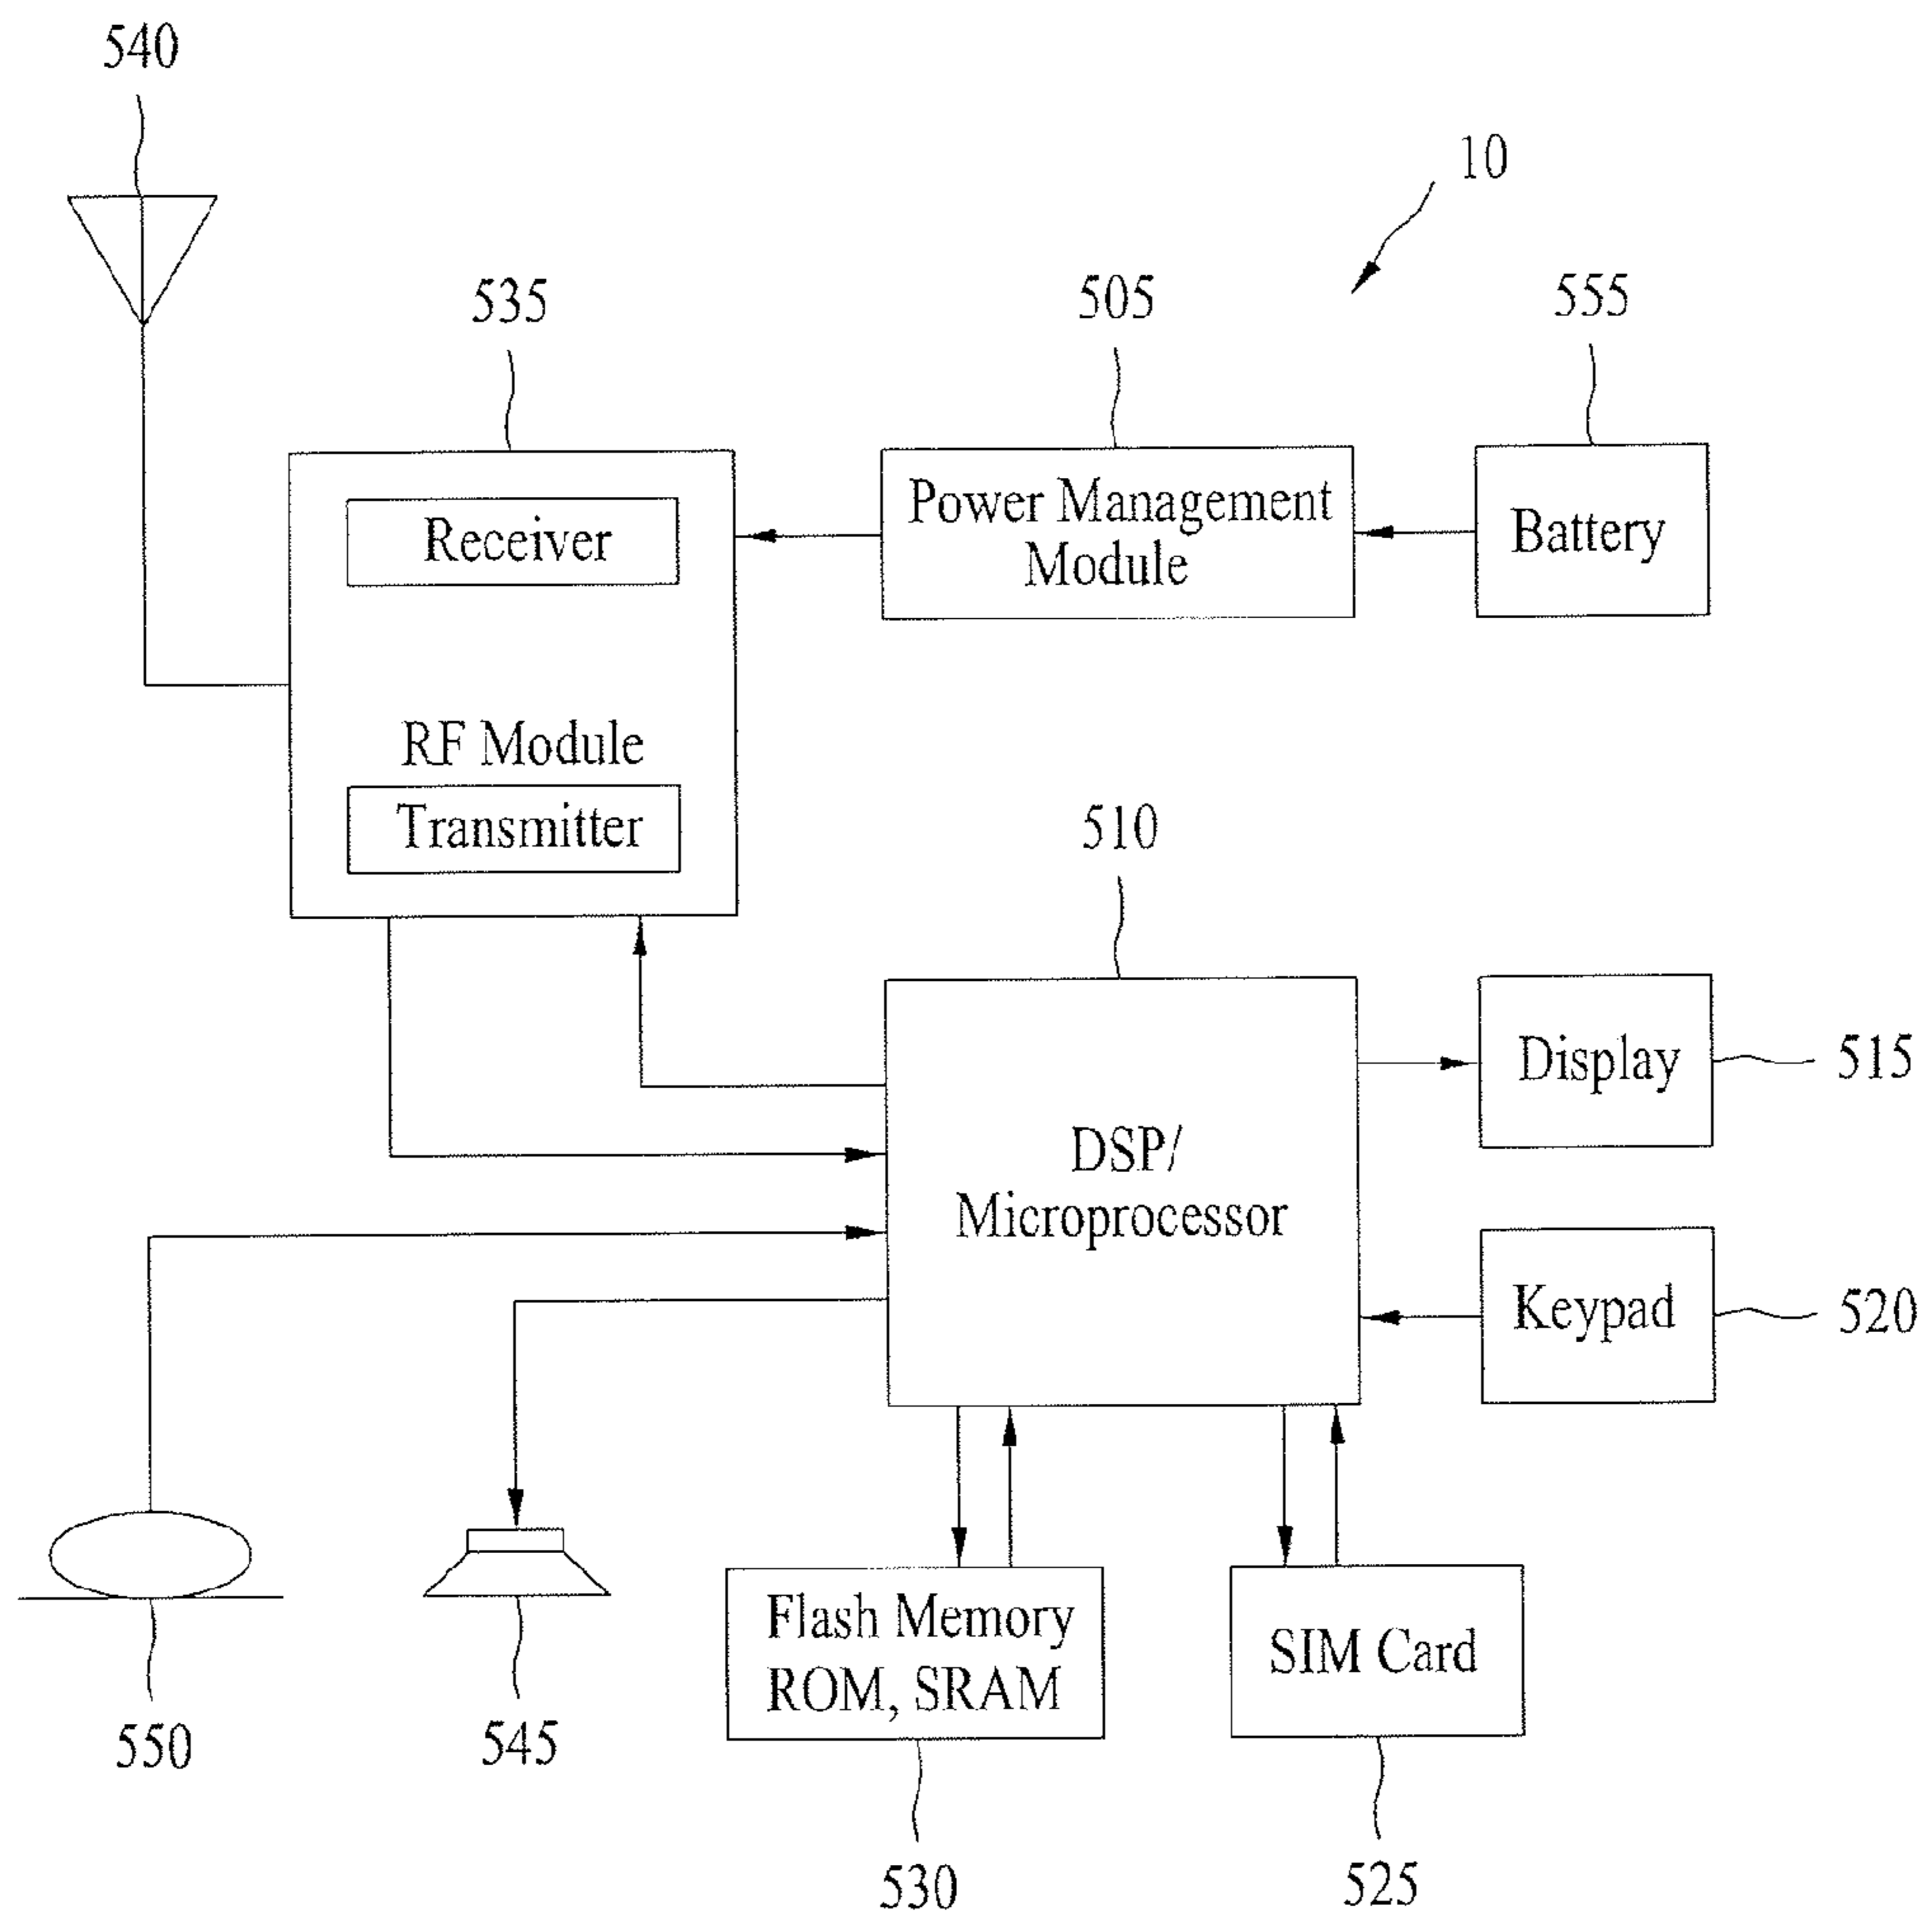 540
10
535
505
555
Receiver
Power Management
Module
Battery
RF Module
Transmitter
510
Display
515
DSP/
Microprocessor
Keypad
520
Flash Memory
ROM, SRAM
SIM Card
550
545
530
525